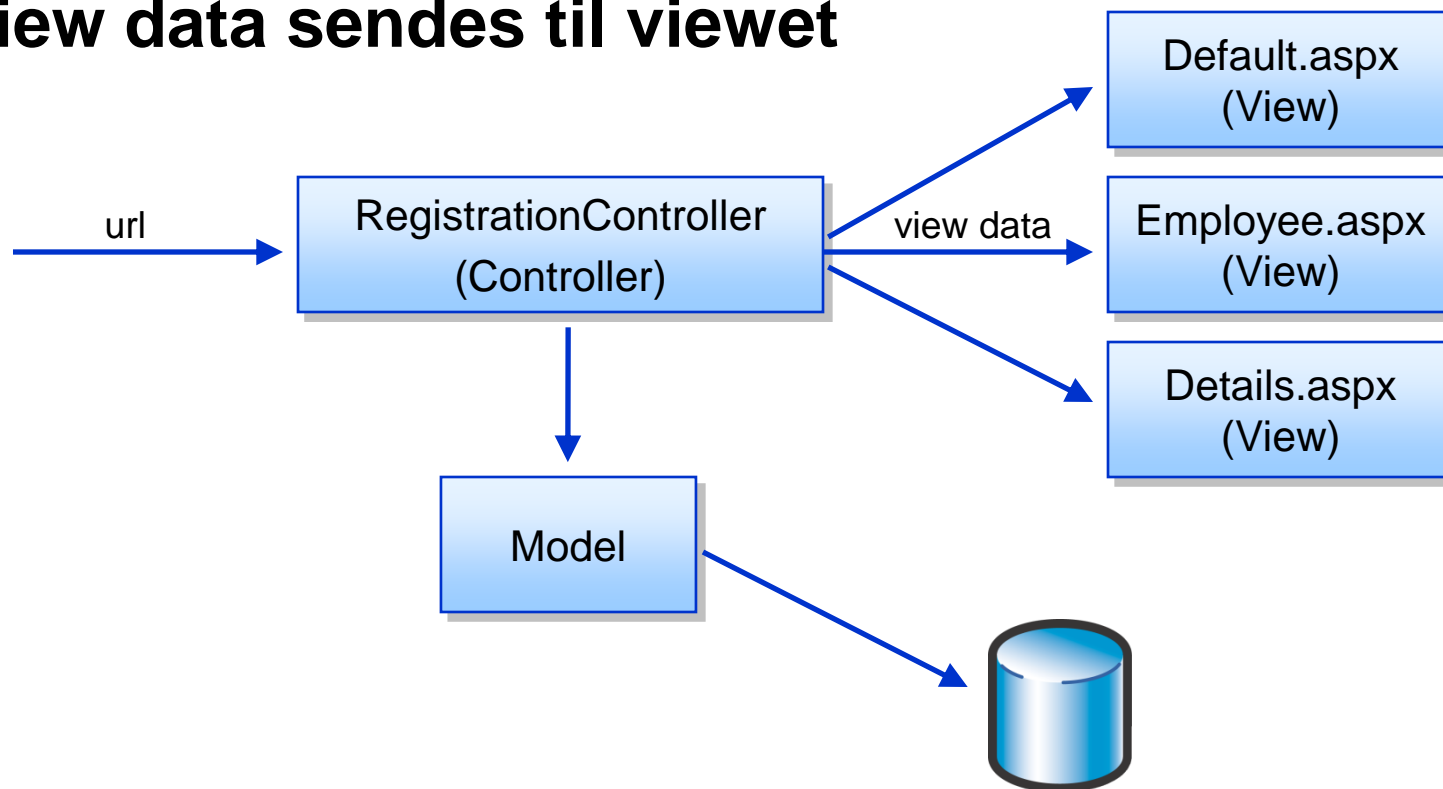 iew data sendes til viewet
Default.aspx
(View)
url
RegistrationController
(Controller)
view data
Employee.aspx
(View)
Details.aspx
(View)
Model